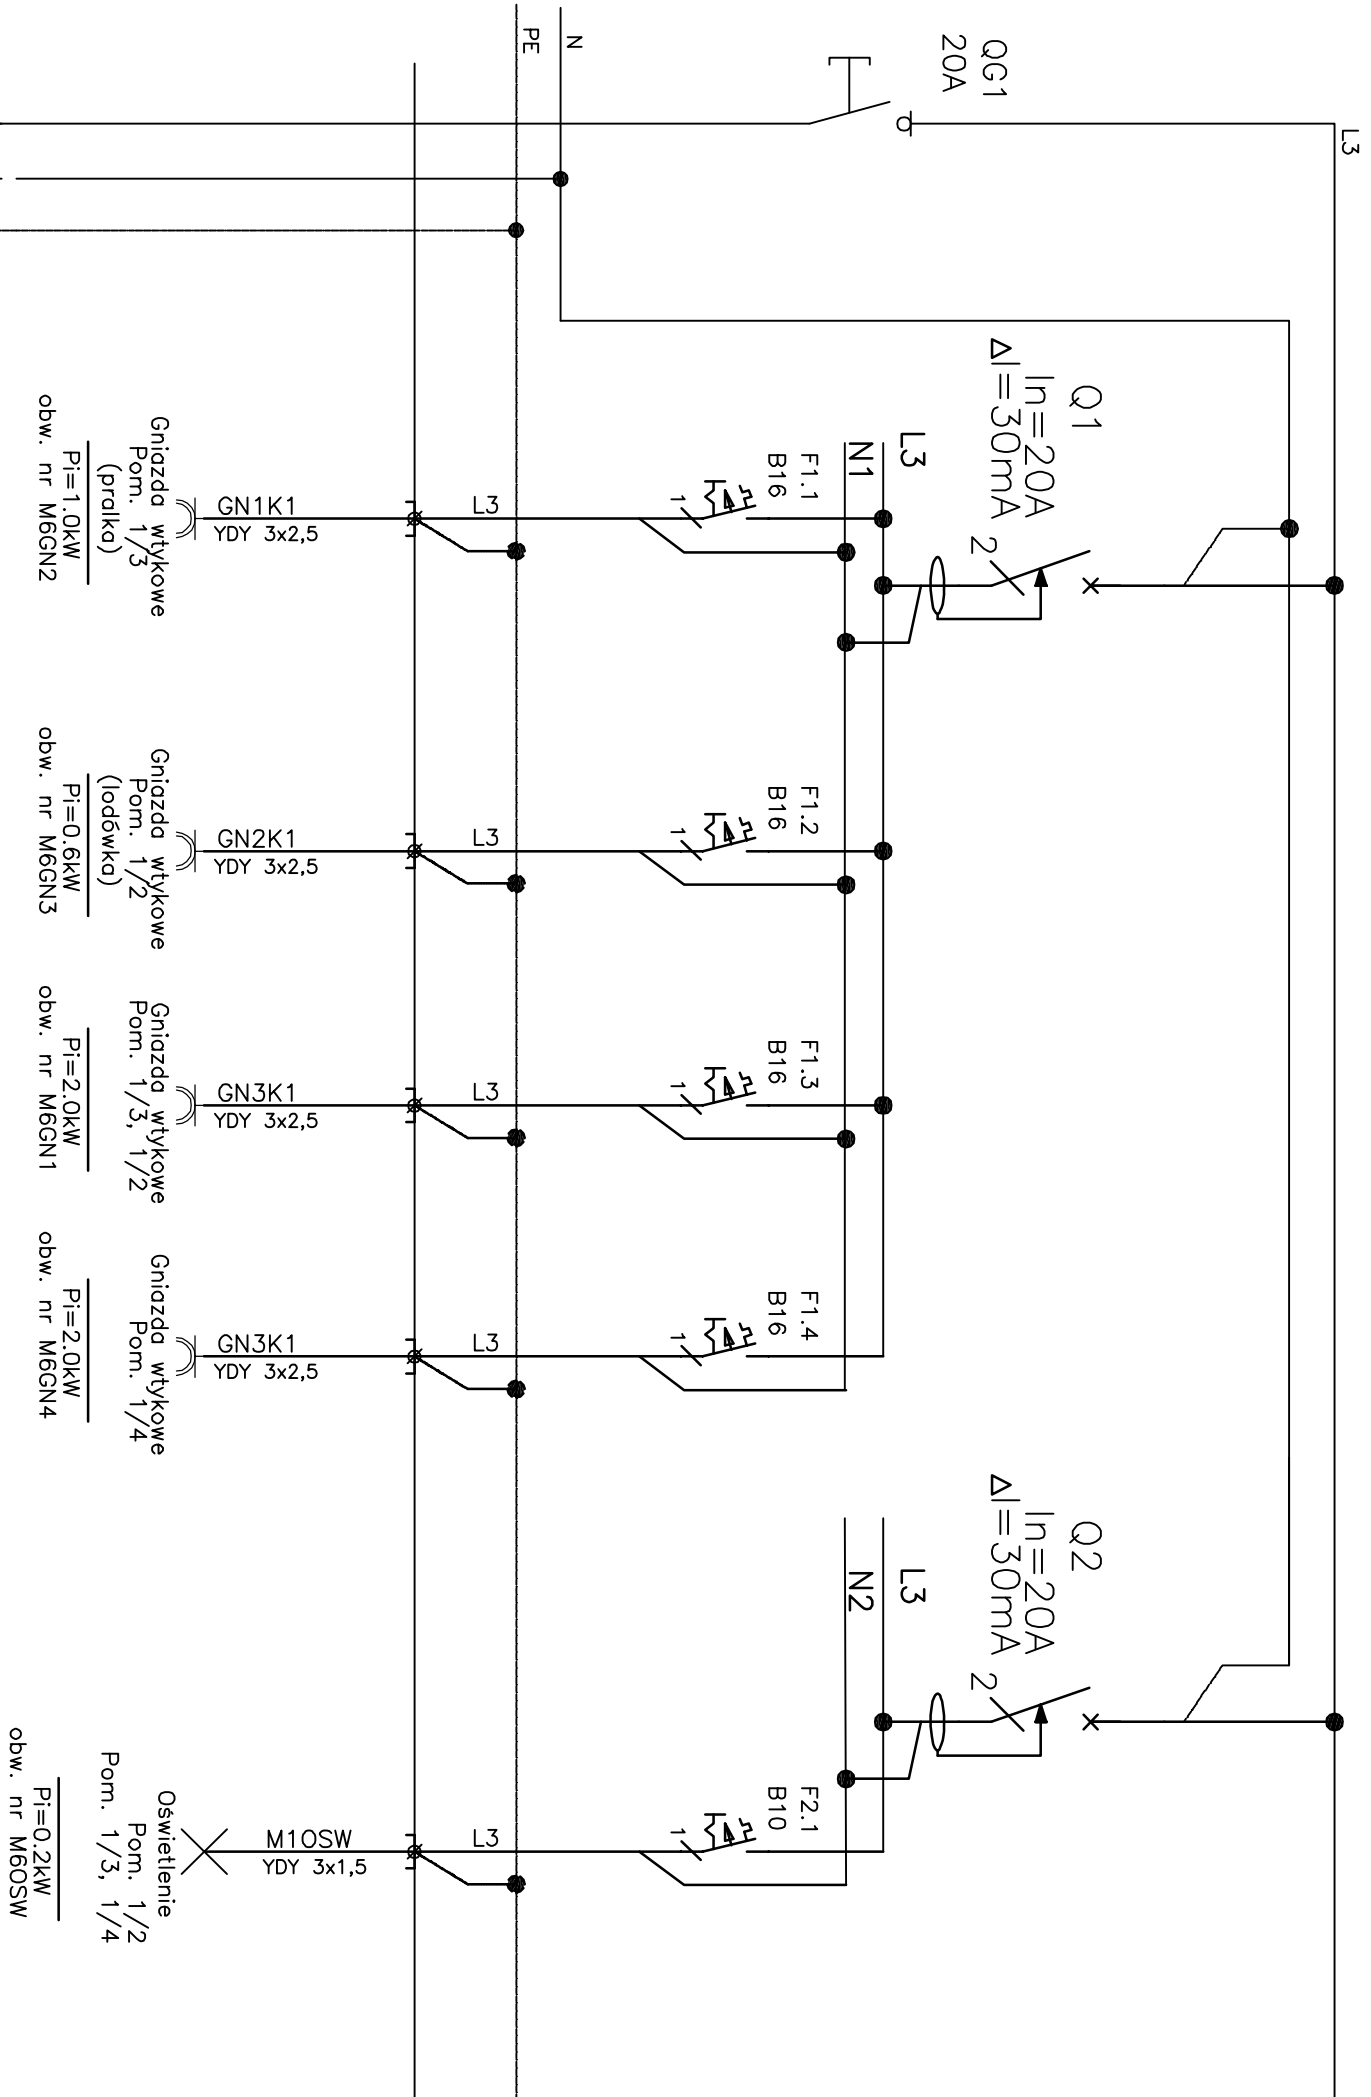 L3
QG1
20A
N
PE
Q1
In=20A
ΔI=30mA
2
L3
N1
F1.1
B16
1
L3
GN1K1
YDY 3x2,5
Gniazda wtykowe
Pom. 1/3
(pralka)
Pi=1.0kW
obw. nr M6GN2
F1.2
B16
1
L3
GN2K1
YDY 3x2,5
Gniazda wtykowe
Pom. 1/2
(lodówka)
Pi=0.6kW
obw. nr M6GN3
F1.3
B16
1
L3
GN3K1
YDY 3x2,5
Gniazda wtykowe
Pom. 1/3, 1/2
Pi=2.0kW
obw. nr M6GN1
F1.4
B16
1
L3
GN3K1
YDY 3x2,5
Gniazda wtykowe
Pom. 1/4
Pi=2.0kW
obw. nr M6GN4
Q2
In=20A
ΔI=30mA
2
L3
N2
F2.1
B10
1
L3
M1OSW
YDY 3x1,5
Oświetlenie
Pom. 1/2
Pom. 1/3, 1/4
Pi=0.2kW
obw. nr M6OSW